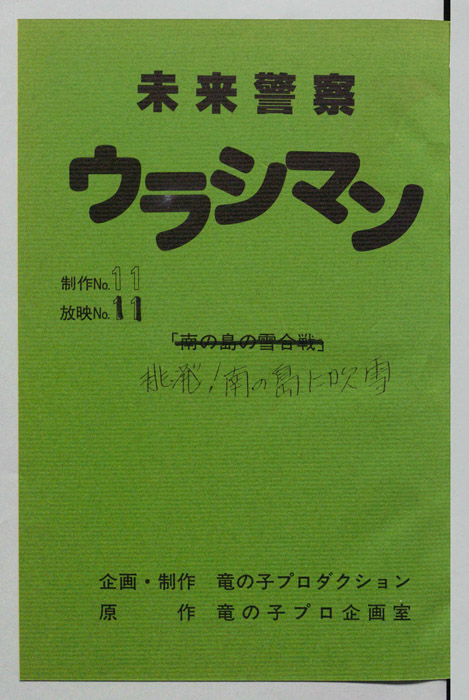 未来警察
ウラシマン
制作No.11
放映No.11
「南の島の雪合戦」
挑発!南の島に吹雪
企画・制作 竜の子プロダクション
原 作 竜の子プロ企画室